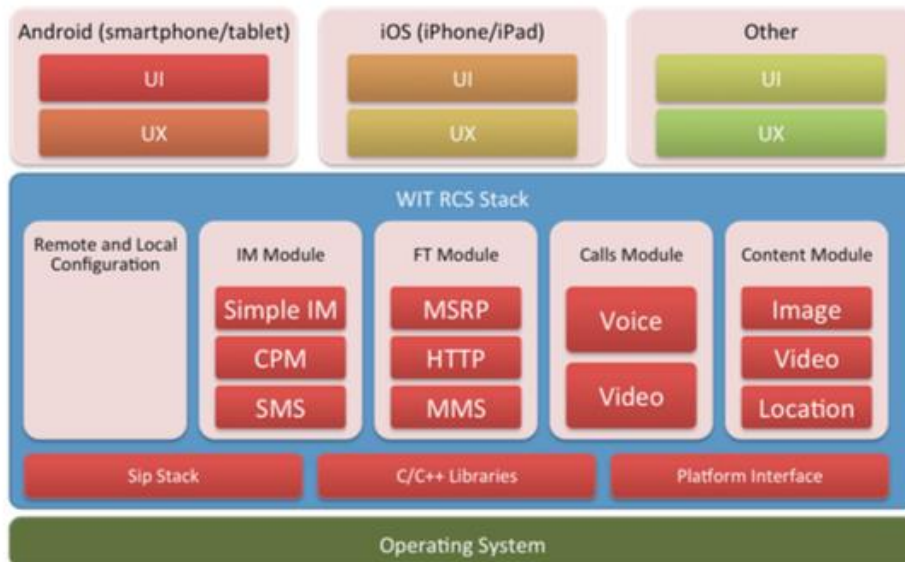 Android (smartphone/tablet)
UI
UX
iOS (iPhone/iPad)
UI
UX
Other
UI
UX
WIT RCS Stack
Remote and Local
Configuration
IM Module
Simple IM
CPM
SMS
FT Module
MSRP
HTTP
MMS
Calls Module
Voice
Video
Content Module
Image
Video
Location
Sip Stack
C/C++ Libraries
Platform Interface
Operating System